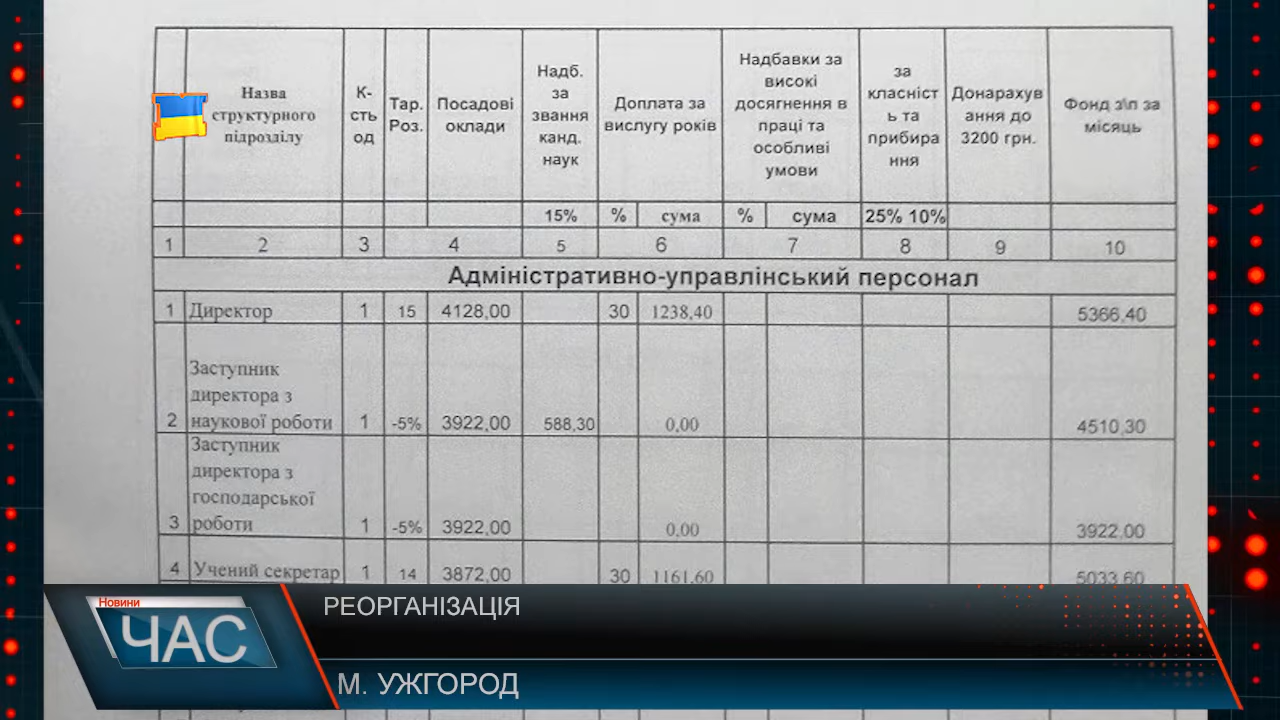 Назва структурного підрозділу
К-сть од
Тар. Роз.
Посадові оклади
Надб. за звання канд. наук
Доплата за вислугу років
Надбавки за високі досягнення в праці та особливі умови
за класність та прибирання
Донарахування до 3200 грн.
Фонд з\п за місяць
15% % сума % сума 25% 10%
1 2 3 4 5 6 7 8 9 10
Адміністративно-управлінський персонал
1 Директор 1 15 4128,00 30 1238,40 5366,40
Заступник
директора з
2 наукової роботи 1 -5% 3922,00 588,30 0,00 4510,30
Заступник
директора з
господарської
3 роботи 1 -5% 3922,00 0,00 3922,00
4 Учений секретар 1 14 3872,00 30 1161,60 5033,60
Новини
ЧАС
РЕОРГАНІЗАЦІЯ
М. УЖГОРОД